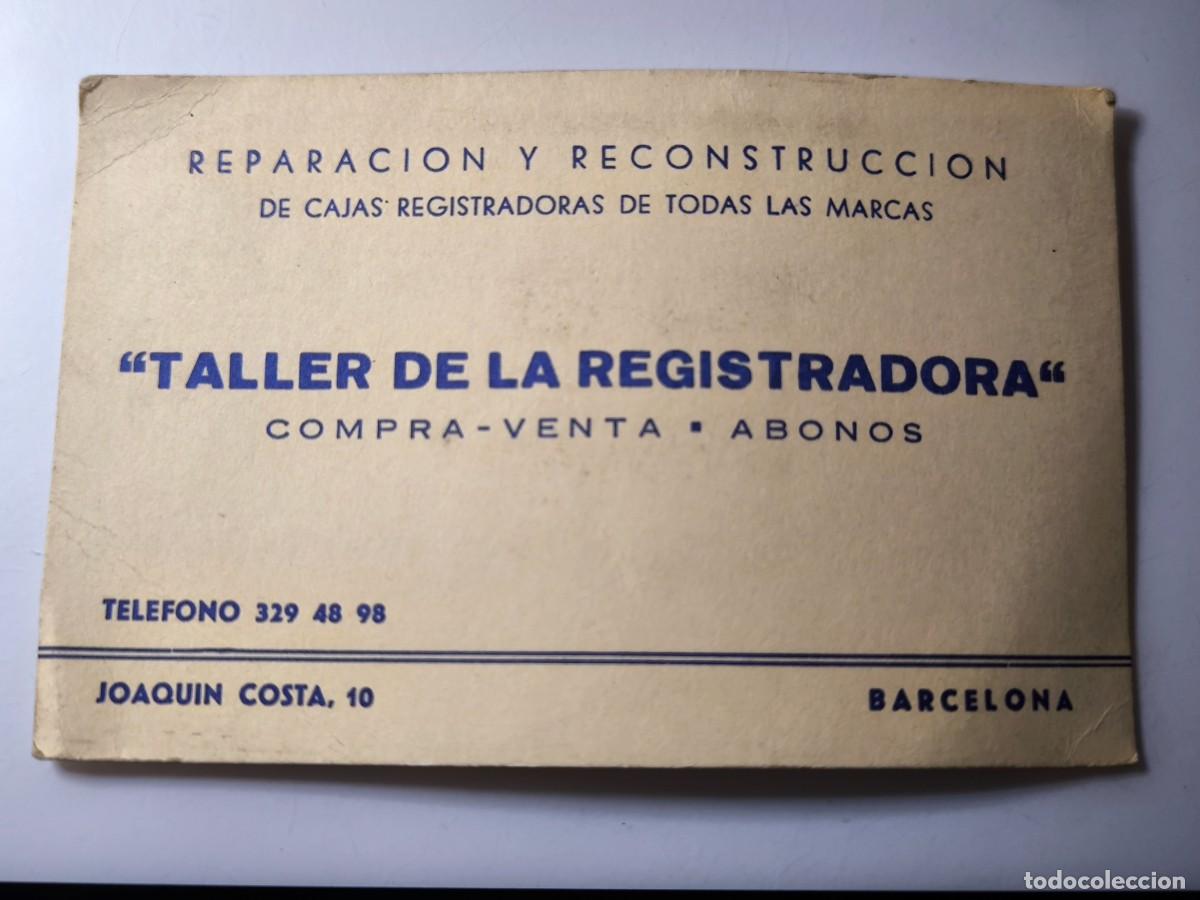 REPARACION Y RECONSTRUCCION
DE CAJAS REGISTRADORAS DE TODAS LAS MARCAS
“TALLER DE LA REGISTRADORA“
COMPRA-VENTA ▪ ABONOS
TELEFONO 329 48 98
JOAQUIN COSTA, 10 BARCELONA
todocoleccion